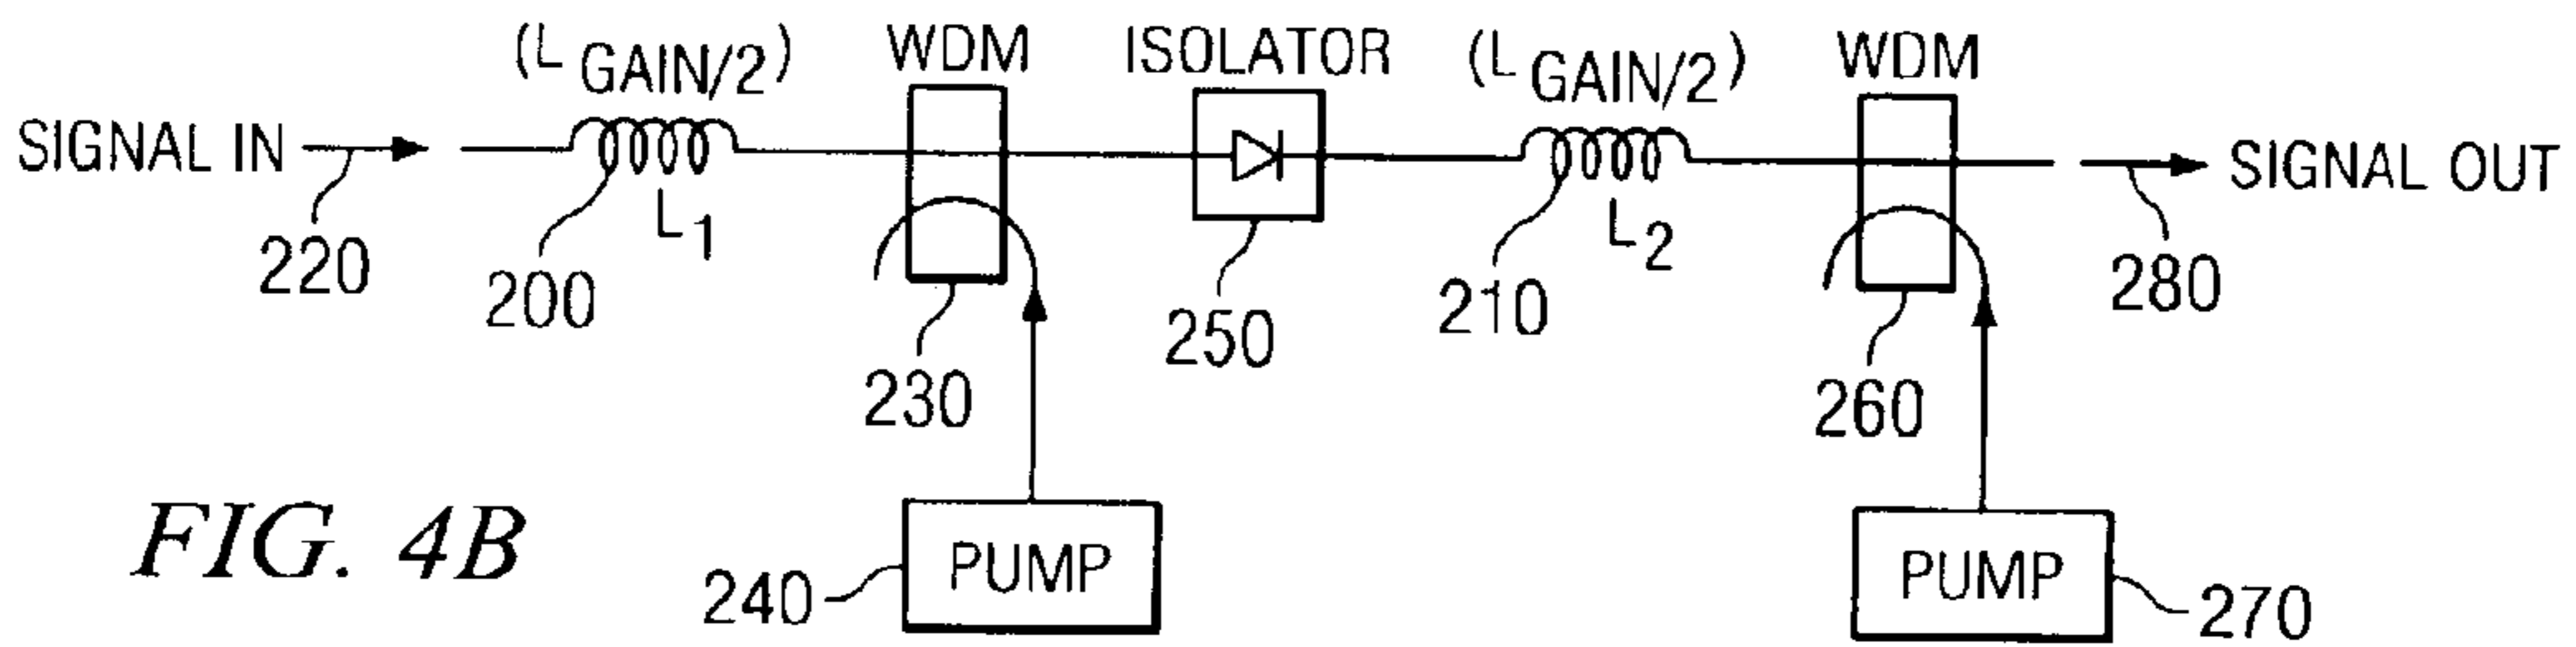 (L GAIN/2) WDM ISOLATOR (L GAIN/2) WDM
SIGNAL IN SIGNAL OUT
220 200 L1 230 250 210 L2 260 280
240 PUMP PUMP 270
FIG. 4B